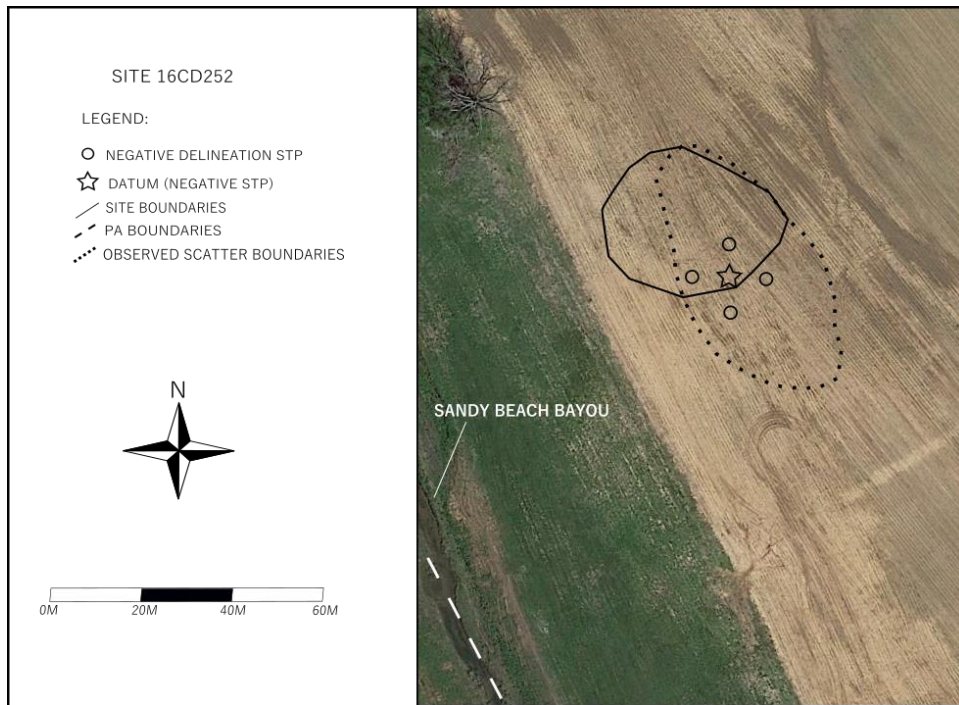 SITE 16CD252
LEGEND:
NEGATIVE DELINEATION STP
DATUM (NEGATIVE STP)
SITE BOUNDARIES
PA BOUNDARIES
OBSERVED SCATTER BOUNDARIES
N
SANDY BEACH BAYOU
0M 20M 40M 60M